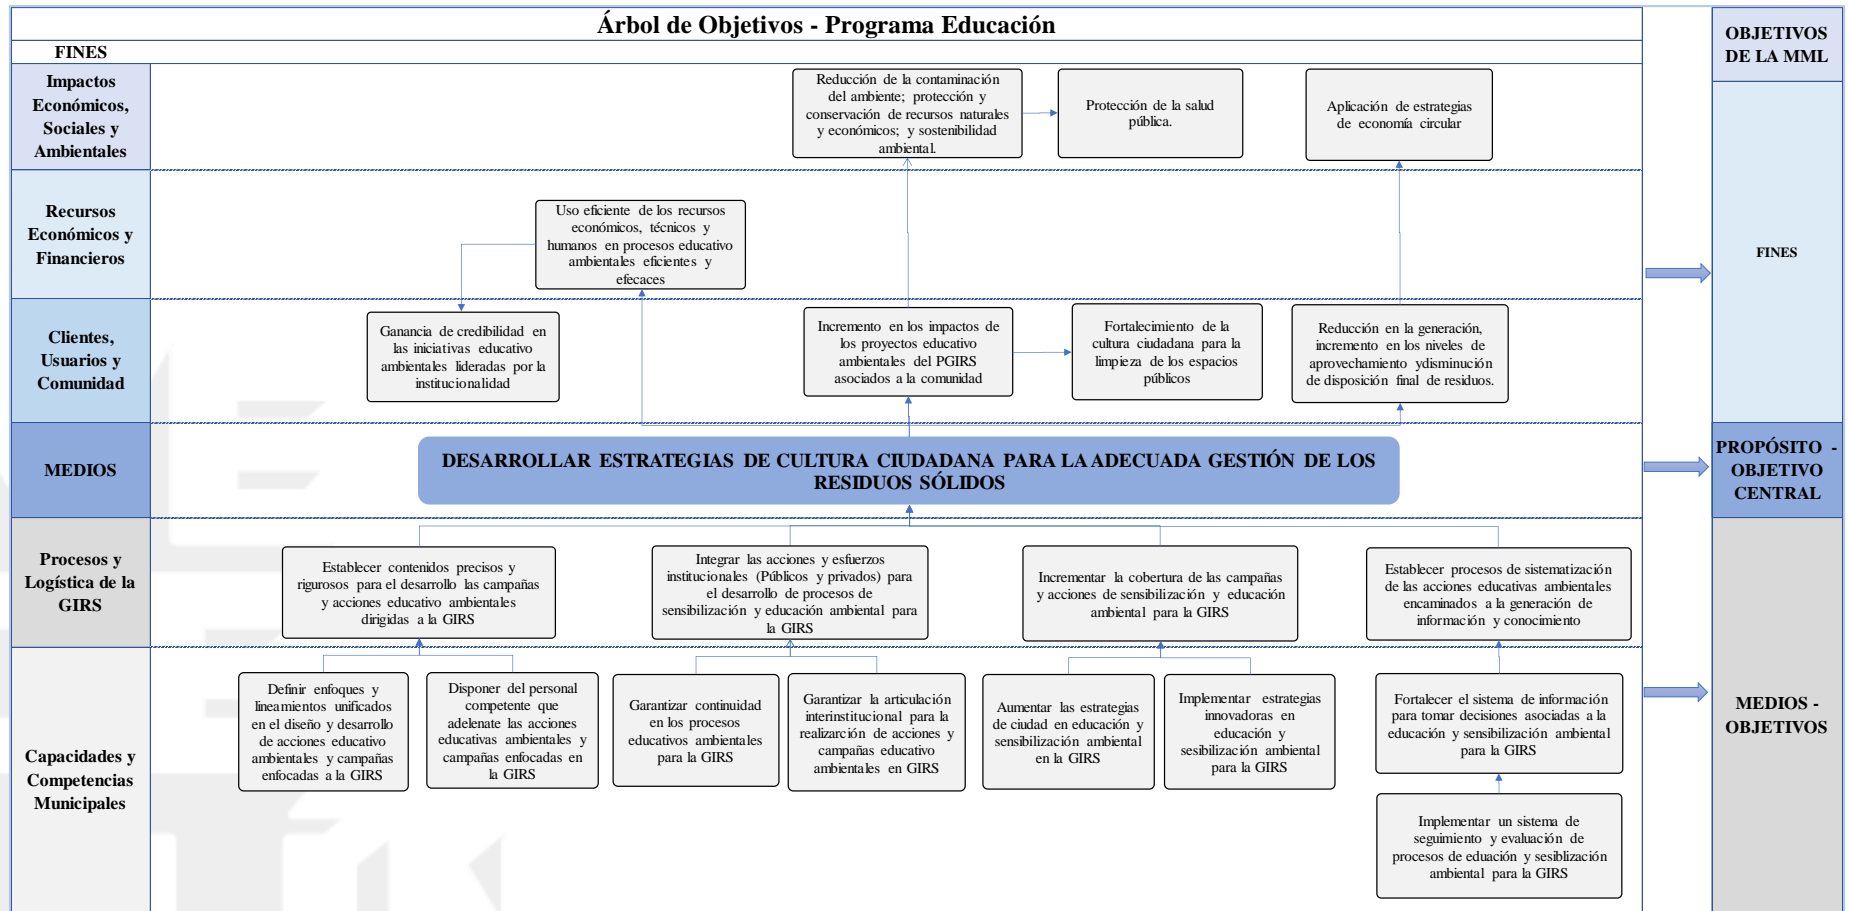 Árbol de Objetivos - Programa Educación
OBJETIVOS
DE LA MML
FINES
Impactos
Económicos,
Sociales y
Ambientales
Reducción de la contaminación
del ambiente; protección y
conservación de recursos naturales
y económicos; y sostenibilidad
ambiental.
Protección de la salud
pública.
Aplicación de estrategias
de economía circular
Recursos
Económicos y
Financieros
Uso eficiente de los recursos
económicos, técnicos y
humanos en procesos educativo
ambientales eficientes y
efecaces
FINES
Clientes,
Usuarios y
Comunidad
Ganancia de credibilidad en
las iniciativas educativo
ambientales lideradas por la
institucionalidad
Incremento en los impactos de
los proyectos educativo
ambientales del PGIRS
asociados a la comunidad
Fortalecimiento de la
cultura ciudadana para la
limpieza de los espacios
públicos
Reducción en la generación,
incremento en los niveles de
aprovechamiento ydisminución
de disposición final de residuos.
MEDIOS
DESARROLLAR ESTRATEGIAS DE CULTURA CIUDADANA PARA LA ADECUADA GESTIÓN DE LOS
RESIDUOS SÓLIDOS
PROPÓSITO -
OBJETIVO
CENTRAL
Procesos y
Logística de la
GIRS
Establecer contenidos precisos y
rigurosos para el desarrollo las campañas
y acciones educativo ambientales
dirigidas a la GIRS
Integrar las acciones y esfuerzos
institucionales (Públicos y privados) para
el desarrollo de procesos de
sensibilización y educación ambiental para
la GIRS
Incrementar la cobertura de las campañas
y acciones de sensibilización y educación
ambiental para la GIRS
Establecer procesos de sistematización
de las acciones educativas ambientales
encaminados a la generación de
información y conocimiento
Capacidades y
Competencias
Municipales
Definir enfoques y
lineamientos unificados
en el diseño y desarrollo
de acciones educativo
ambientales y campañas
enfocadas a la GIRS
Disponer del personal
competente que
adelenate las acciones
educativas ambientales y
campañas enfocadas en
la GIRS
Garantizar continuidad
en los procesos
educativos ambientales
para la GIRS
Garantizar la articulación
interinstitucional para la
realizarción de acciones y
campañas educativo
ambientales en GIRS
Aumentar las estrategias
de ciudad en educación y
sensibilización ambiental
en la GIRS
Implementar estrategias
innovadoras en
educación y
sesibilización ambiental
para la GIRS
Fortalecer el sistema de información
para tomar decisiones asociadas a la
educación y sensibilización ambiental
para la GIRS
Implementar un sistema de
seguimiento y evaluación de
procesos de eduación y sesiblización
ambiental para la GIRS
MEDIOS -
OBJETIVOS